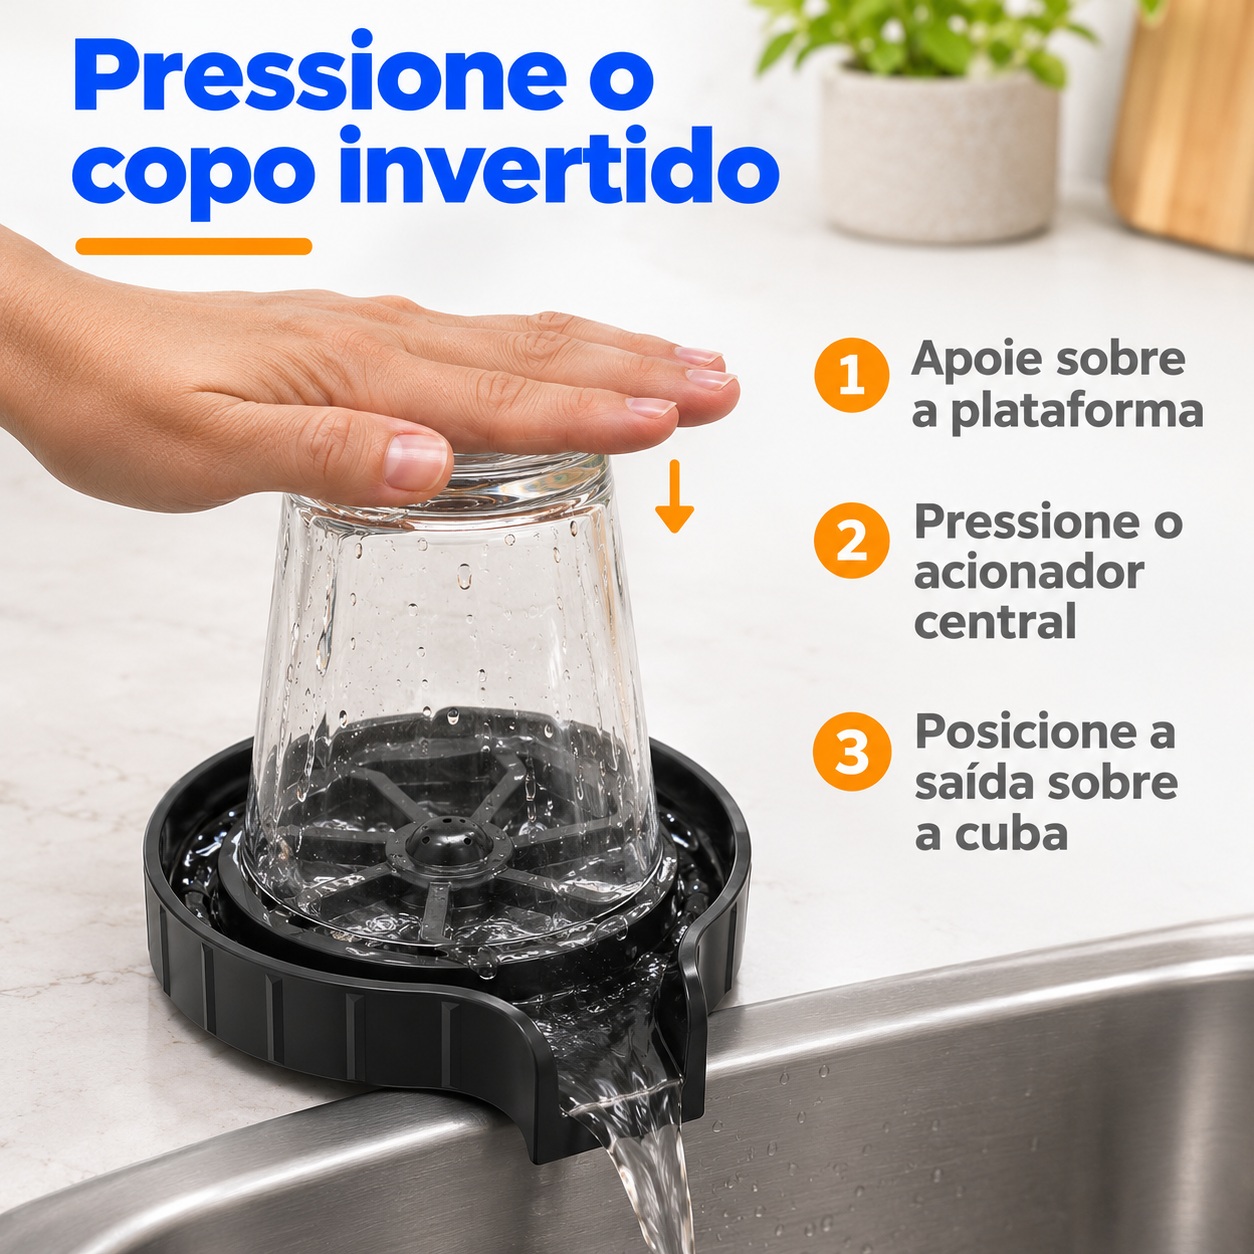 Pressione o
copo invertido
1 Apoie sobre
a plataforma
2 Pressione o
acionador
central
3 Posicione a
saída sobre
a cuba